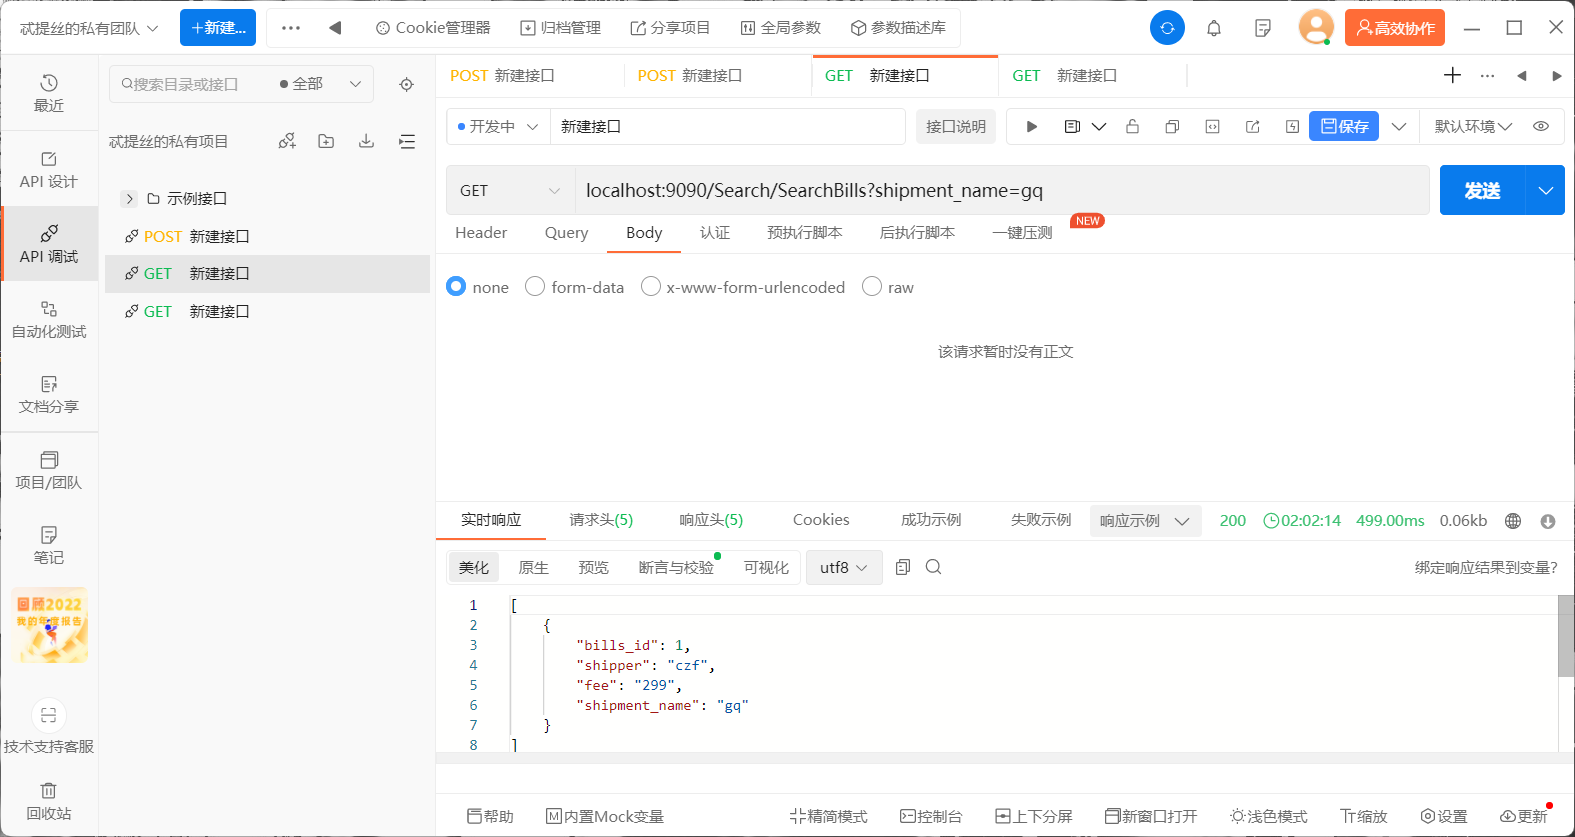 忒提丝的私有团队
+新建...
Cookie管理器
归档管理
分享项目
全局参数
参数描述库
高效协作
最近
API 设计
API 调试
自动化测试
文档分享
项目/团队
笔记
回顾2022
我的年度报告
技术支持客服
回收站
搜索目录或接口
全部
忒提丝的私有项目
示例接口
POST 新建接口
GET 新建接口
GET 新建接口
POST 新建接口
POST 新建接口
GET 新建接口
GET 新建接口
开发中
新建接口
接口说明
保存
默认环境
GET
localhost:9090/Search/SearchBills?shipment_name=gq
发送
Header
Query
Body
认证
预执行脚本
后执行脚本
一键压测
NEW
none
form-data
x-www-form-urlencoded
raw
该请求暂时没有正文
实时响应
请求头(5)
响应头(5)
Cookies
成功示例
失败示例
响应示例
200
02:02:14
499.00ms
0.06kb
美化
原生
预览
断言与校验
可视化
utf8
绑定响应结果到变量?
1 [
2 {
3 "bills_id": 1,
4 "shipper": "czf",
5 "fee": "299",
6 "shipment_name": "gq"
7 }
8 ]
帮助
内置Mock变量
精简模式
控制台
上下分屏
新窗口打开
浅色模式
缩放
设置
更新